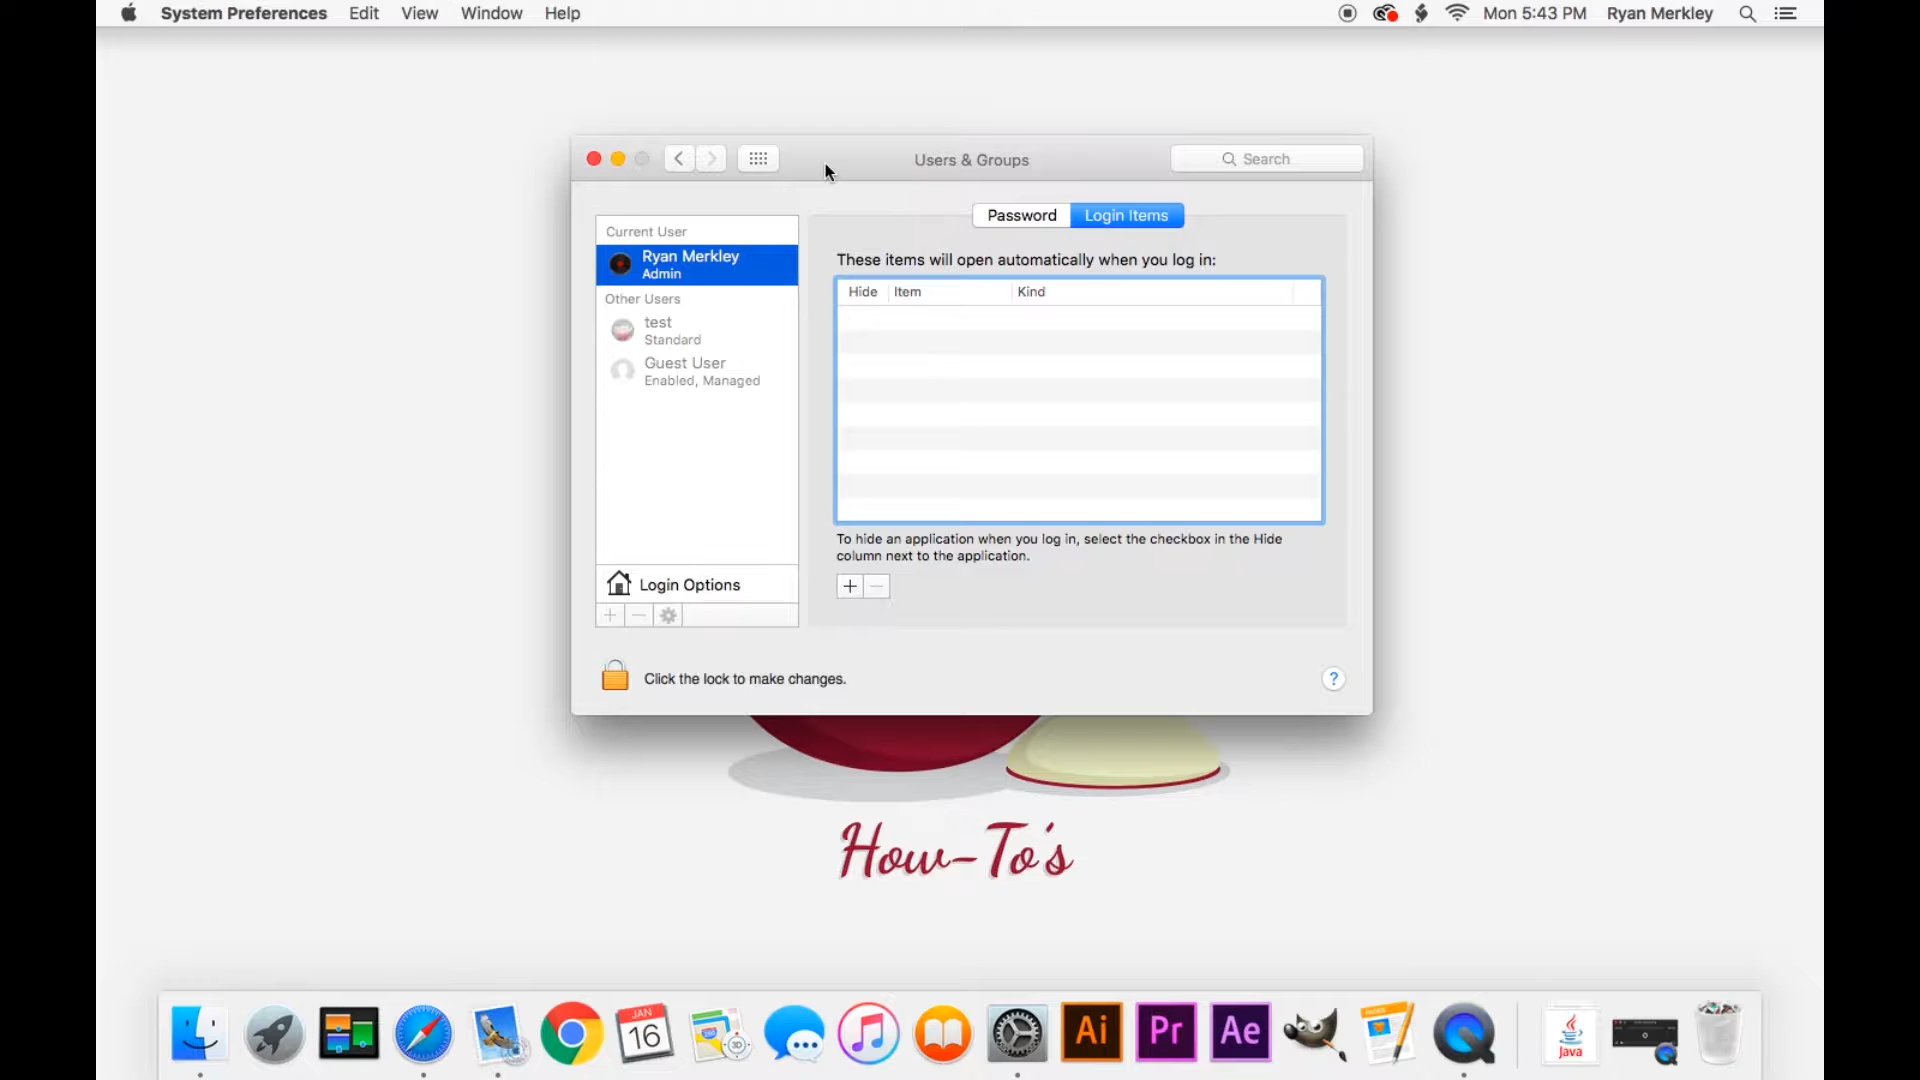 System Preferences Edit View Window Help Mon 5:43 PM Ryan Merkley
Users & Groups
Search
Password Login Items
Current User
Ryan Merkley
Admin
Other Users
test
Standard
Guest User
Enabled, Managed
Login Options
These items will open automatically when you log in:
Hide Item Kind
To hide an application when you log in, select the checkbox in the Hide
column next to the application.
Click the lock to make changes.
?
How-To's
JAN
16
3D
Ai Pr Ae
PAGES
Java